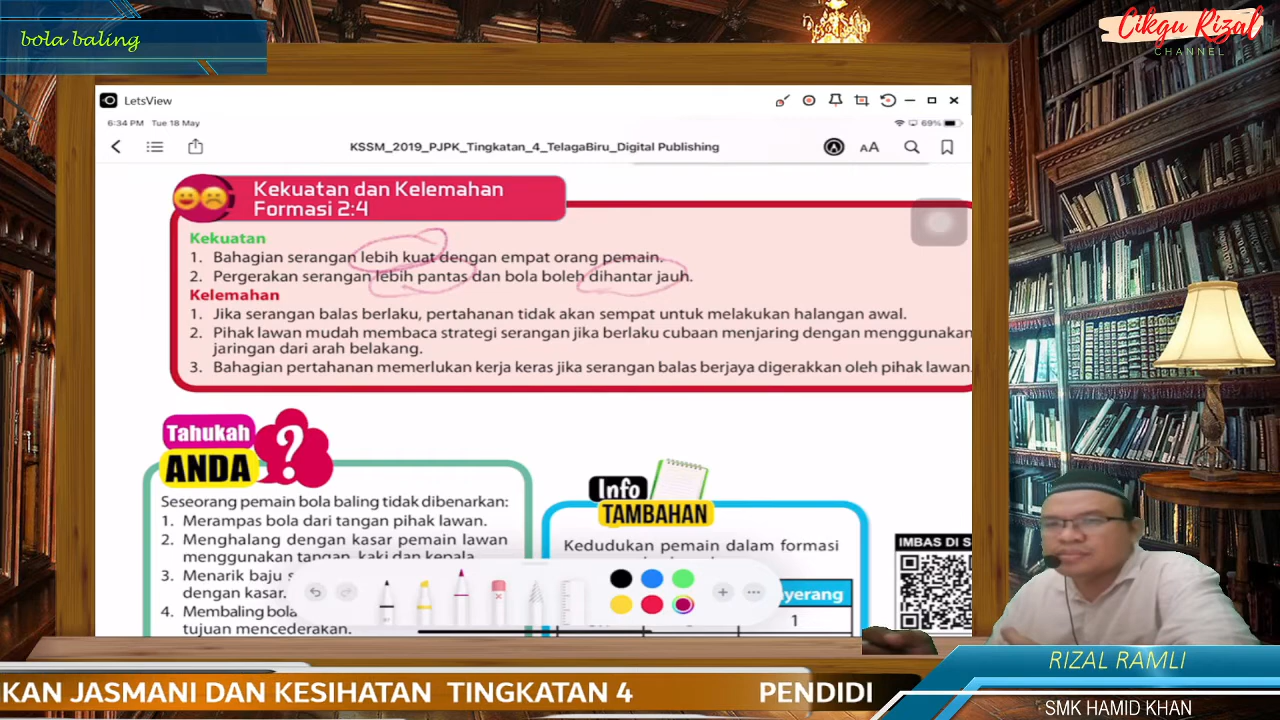 bola baling
Cikgu Rizal
CHANNEL
LetsView
6:34 PM Tue 18 May
69%
KSSM_2019_PJPK_Tingkatan_4_TelagaBiru_Digital Publishing
AA
Kekuatan dan Kelemahan
Formasi 2:4
Kekuatan
1. Bahagian serangan lebih kuat dengan empat orang pemain.
2. Pergerakan serangan lebih pantas dan bola boleh dihantar jauh.
Kelemahan
1. Jika serangan balas berlaku, pertahanan tidak akan sempat untuk melakukan halangan awal.
2. Pihak lawan mudah membaca strategi serangan jika berlaku cubaan menjaring dengan menggunakan
jaringan dari arah belakang.
3. Bahagian pertahanan memerlukan kerja keras jika serangan balas berjaya digerakkan oleh pihak lawan.
Tahukah
ANDA
?
Seseorang pemain bola baling tidak dibenarkan:
1. Merampas bola dari tangan pihak lawan.
2. Menghalang dengan kasar pemain lawan
menggunakan tangan, kaki dan kepala.
3. Menarik baju
dengan kasar.
4. Membaling bola
tujuan mencederakan.
Info
TAMBAHAN
Kedudukan pemain dalam formasi
yerang
1
IMBAS DI S
RIZAL RAMLI
SMK HAMID KHAN
KAN JASMANI DAN KESIHATAN TINGKATAN 4 PENDIDI